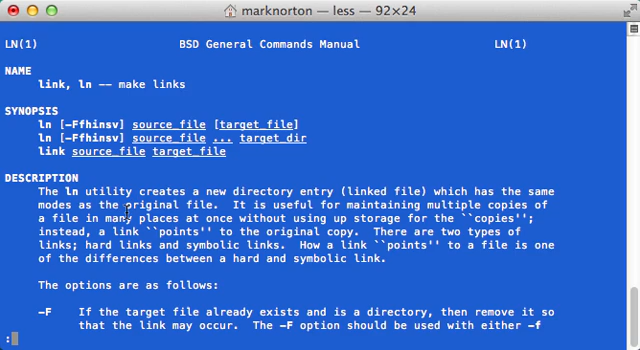 marknorton — less — 92×24
LN(1) BSD General Commands Manual LN(1)
NAME
link, ln -- make links
SYNOPSIS
ln [-Ffhinsv] source_file [target_file]
ln [-Ffhinsv] source_file ... target_dir
link source_file target_file
DESCRIPTION
The ln utility creates a new directory entry (linked file) which has the same
modes as the original file.  It is useful for maintaining multiple copies of
a file in many places at once without using up storage for the ``copies'';
instead, a link ``points'' to the original copy.  There are two types of
links; hard links and symbolic links.  How a link ``points'' to a file is one
of the differences between a hard and symbolic link.
The options are as follows:
-F    If the target file already exists and is a directory, then remove it so
that the link may occur.  The -F option should be used with either -f
: